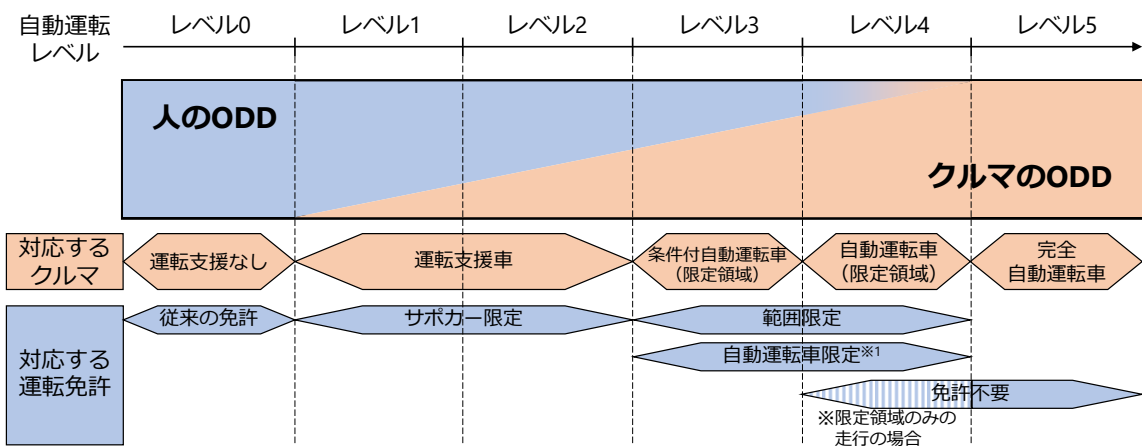 自動運転
レベル
レベル0
レベル1
レベル2
レベル3
レベル4
レベル5
人のODD
クルマのODD
対応する
クルマ
運転支援なし
運転支援車
条件付自動運転車
(限定領域)
自動運転車
(限定領域)
完全
自動運転車
対応する
運転免許
従来の免許
サポカー限定
範囲限定
自動運転車限定※1
免許不要
※限定領域のみの
走行の場合